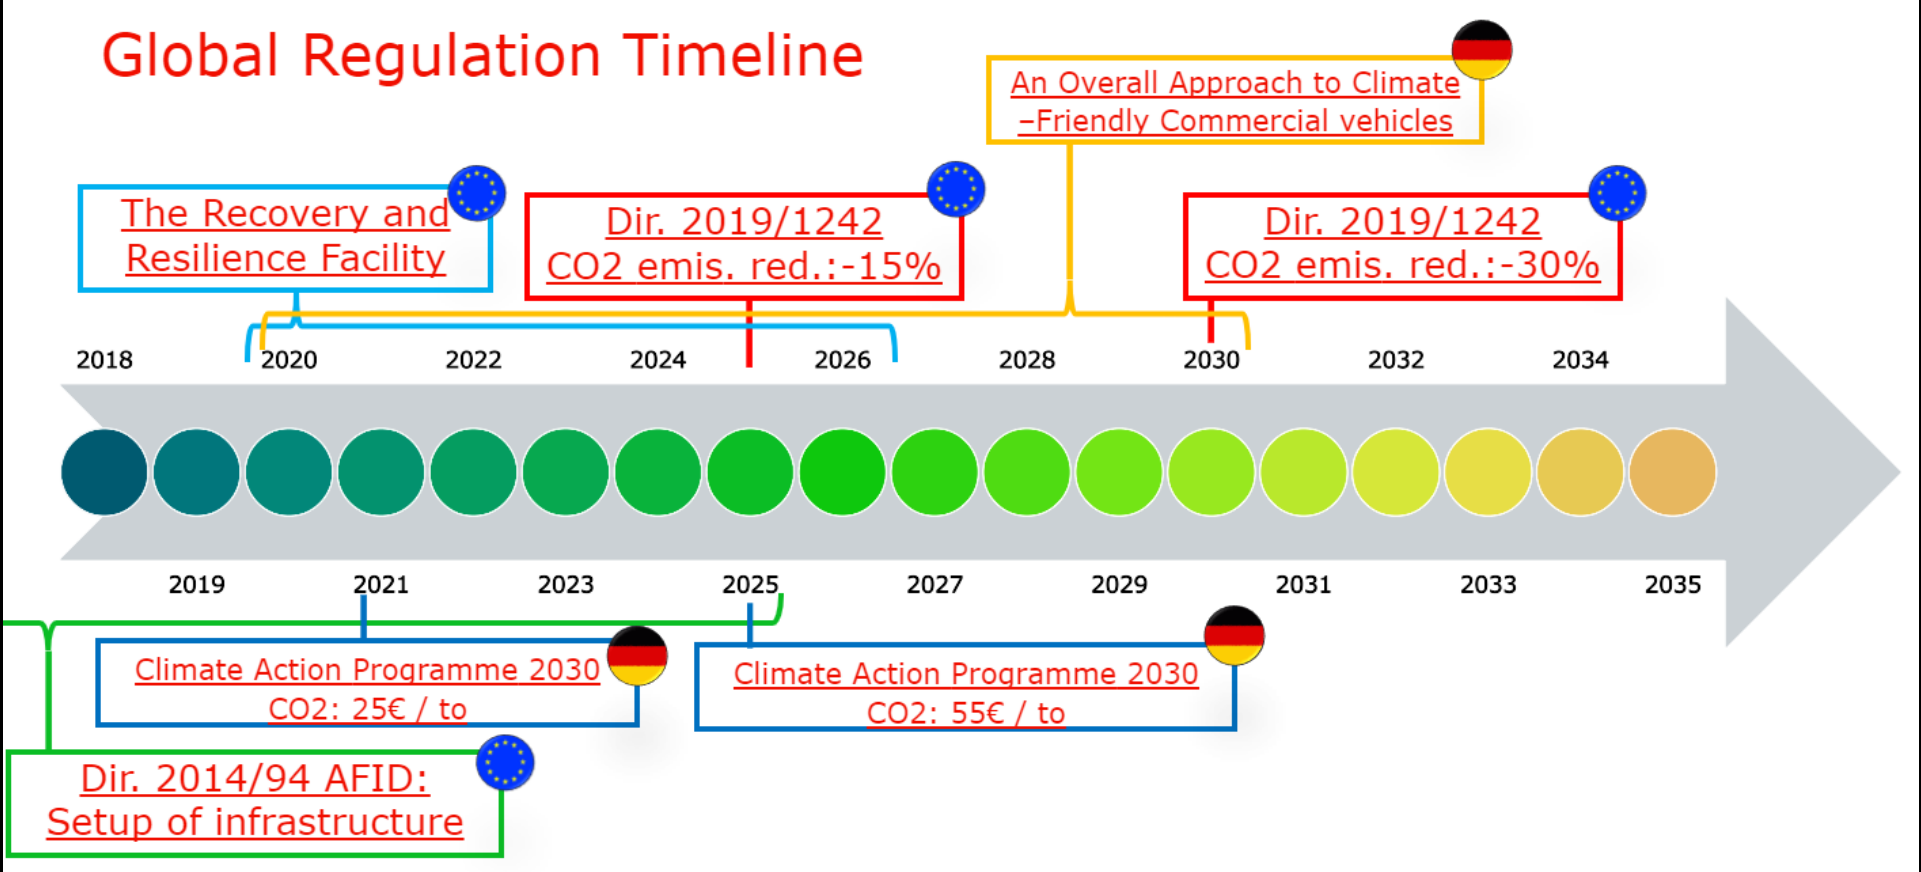 Global Regulation Timeline
An Overall Approach to Climate
–Friendly Commercial vehicles
The Recovery and
Resilience Facility
Dir. 2019/1242
CO2 emis. red.:-15%
Dir. 2019/1242
CO2 emis. red.:-30%
2018 2020 2022 2024 2026 2028 2030 2032 2034
2019 2021 2023 2025 2027 2029 2031 2033 2035
Climate Action Programme 2030
CO2: 25€ / to
Climate Action Programme 2030
CO2: 55€ / to
Dir. 2014/94 AFID:
Setup of infrastructure